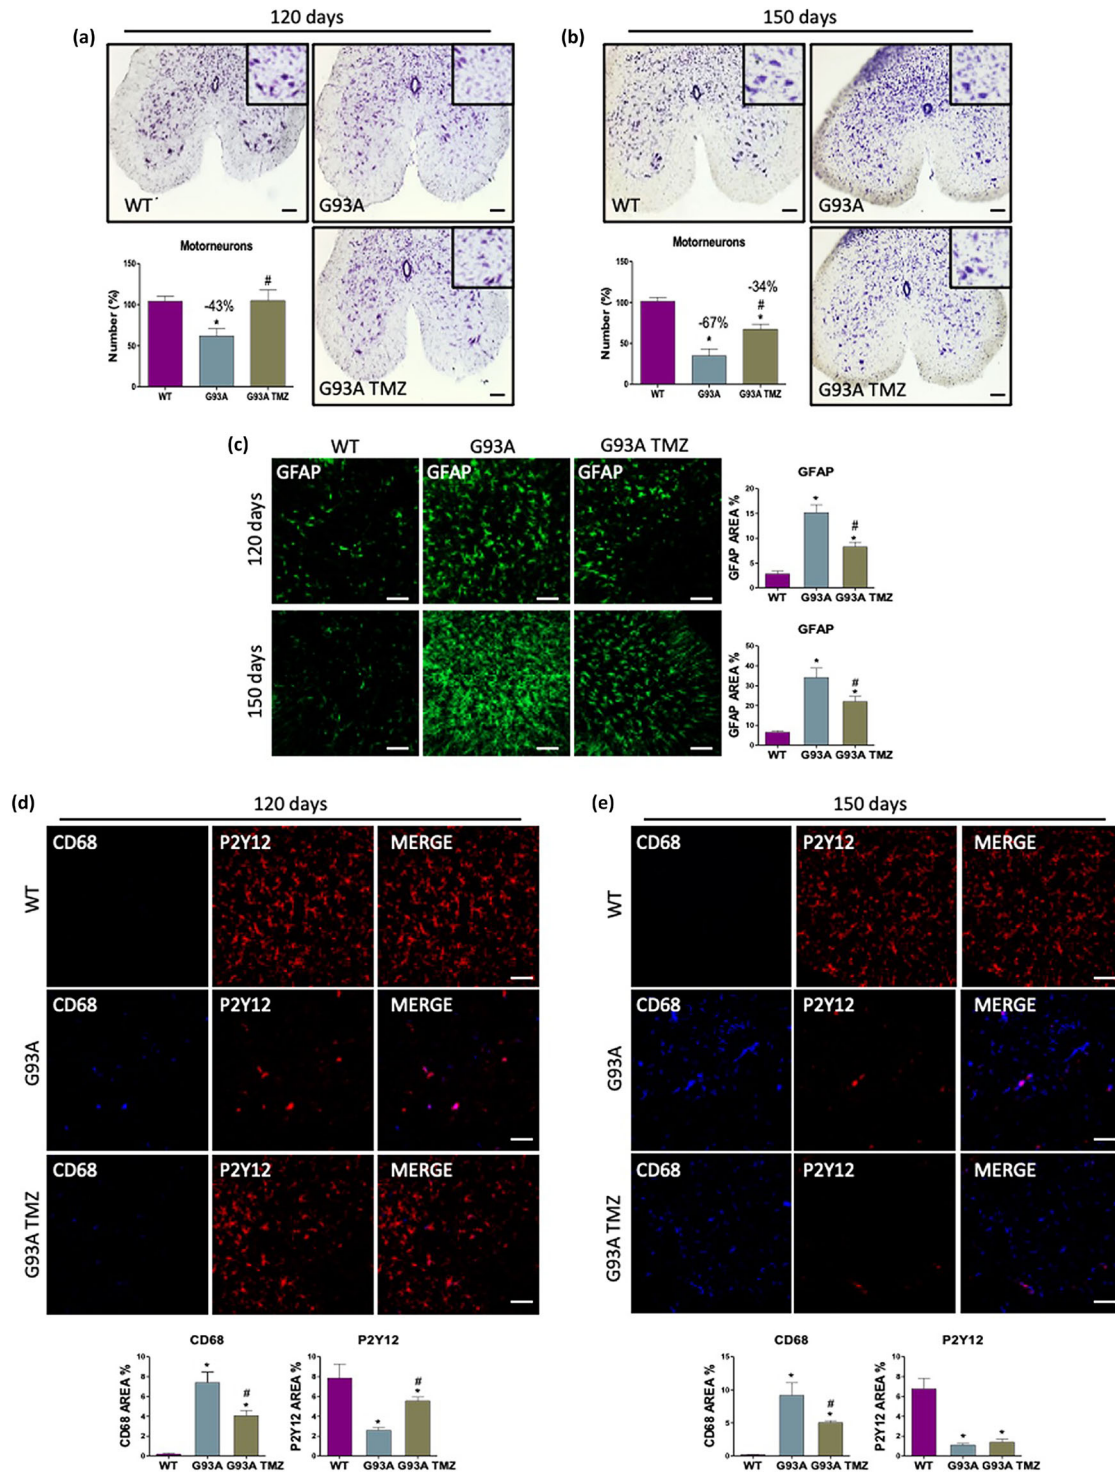 120 days
150 days
(a)
(b)
WT
G93A
WT
G93A
Motorneurons
Number (%)
150
100
50
0
-43%
*
#
WT
G93A
G93A TMZ
G93A TMZ
Motorneurons
Number (%)
150
100
50
0
-67%
*
-34%
#
*
WT
G93A
G93A TMZ
G93A TMZ
(c)
WT
G93A
G93A TMZ
120 days
GFAP
GFAP
GFAP
GFAP
GFAP AREA %
20
15
10
5
0
*
#
*
WT
G93A
G93A TMZ
150 days
GFAP
GFAP AREA %
50
40
30
20
10
0
*
#
*
WT
G93A
G93A TMZ
(d)
120 days
WT
CD68
P2Y12
MERGE
G93A
CD68
P2Y12
MERGE
G93A TMZ
CD68
P2Y12
MERGE
CD68
CD68 AREA %
10
8
6
4
2
0
*
#
*
WT
G93A
G93A TMZ
P2Y12
P2Y12 AREA %
10
8
6
4
2
0
*
#
*
WT
G93A
G93A TMZ
(e)
150 days
WT
CD68
P2Y12
MERGE
G93A
CD68
P2Y12
MERGE
G93A TMZ
CD68
P2Y12
MERGE
CD68
CD68 AREA %
15
10
5
0
*
#
*
WT
G93A
G93A TMZ
P2Y12
P2Y12 AREA %
10
8
6
4
2
0
*
*
WT
G93A
G93A TMZ